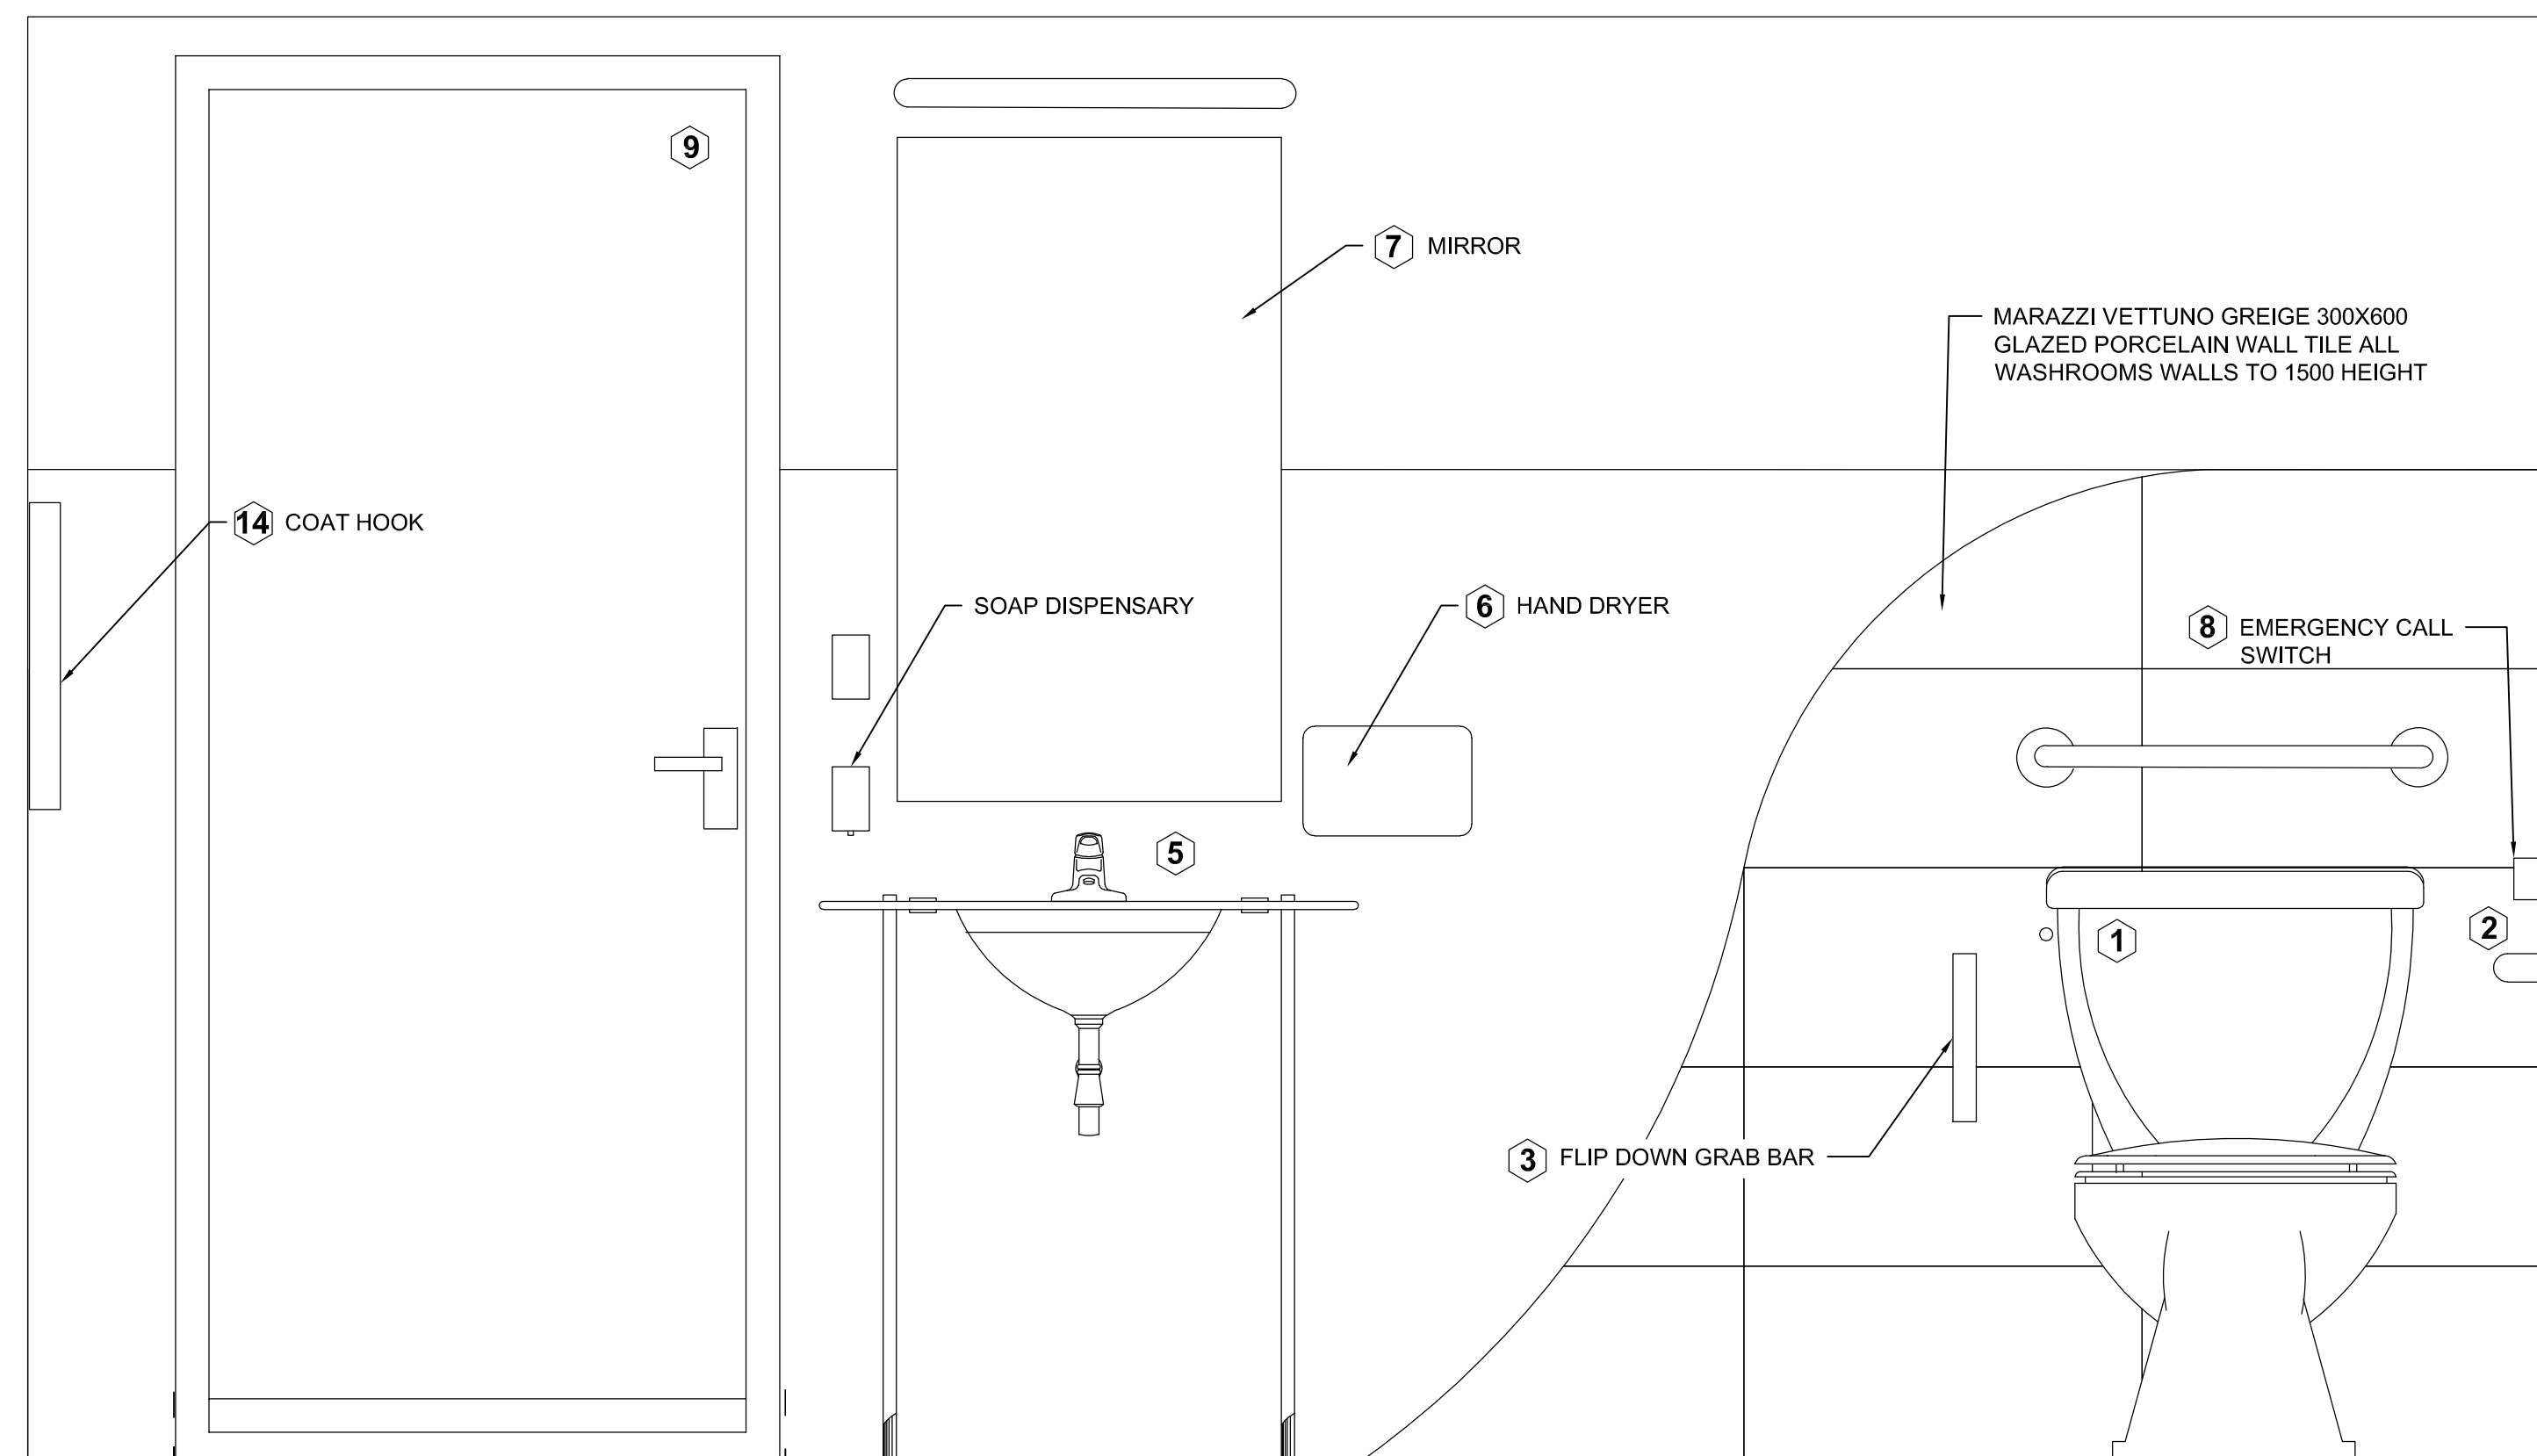 9
7 MIRROR
MARAZZI VETTUNO GREIGE 300X600
GLAZED PORCELAIN WALL TILE ALL
WASHROOMS WALLS TO 1500 HEIGHT
14 COAT HOOK
SOAP DISPENSARY
6 HAND DRYER
8 EMERGENCY CALL
SWITCH
5
1
2
3 FLIP DOWN GRAB BAR